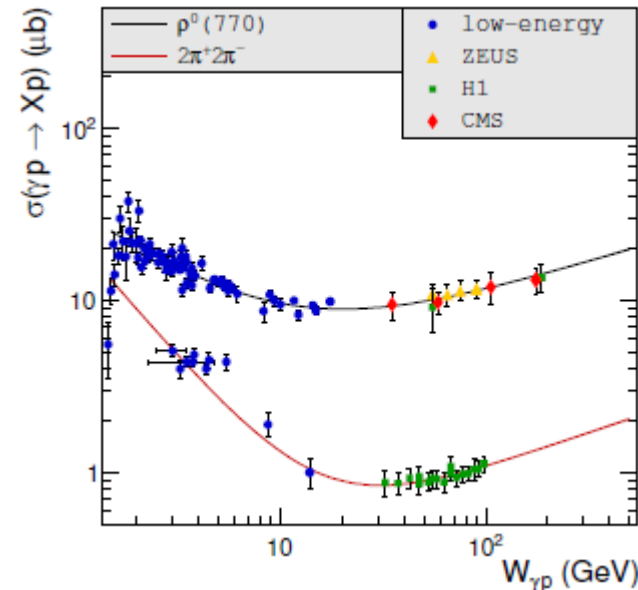 ρ⁰(770)
2π⁺2π⁻
low-energy
ZEUS
H1
CMS
σ(γp → Xp) (μb)
10²
10
1
10
10²
W_γp (GeV)